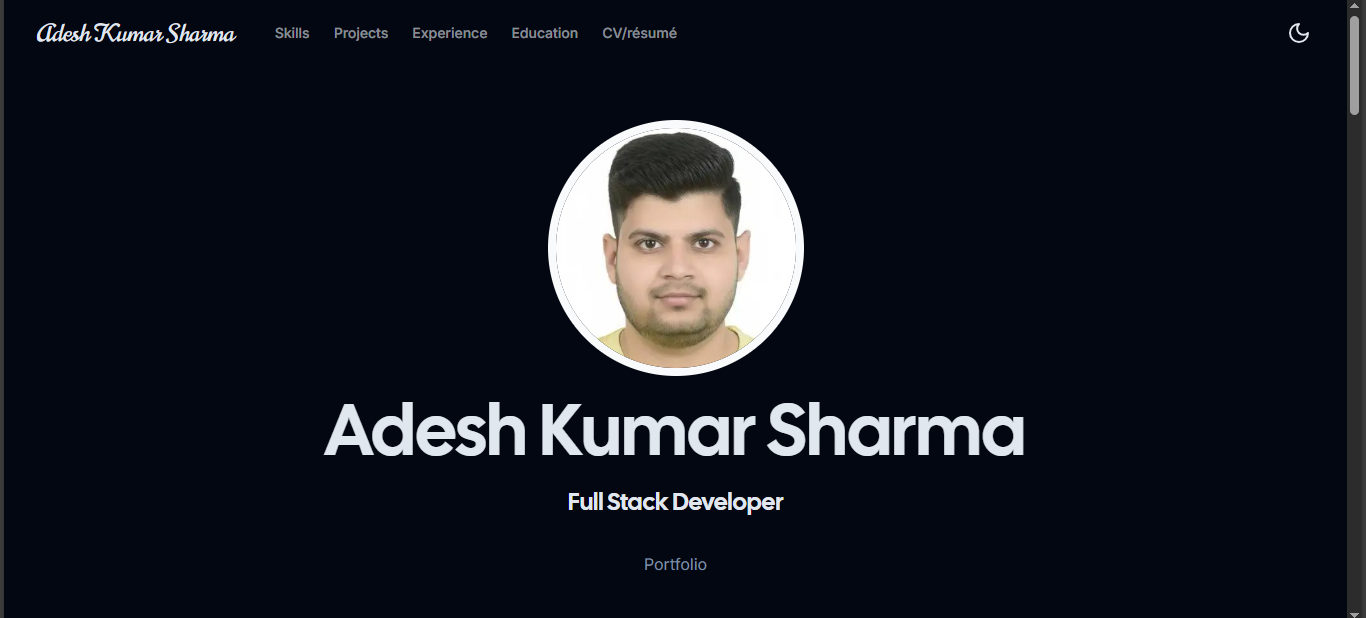 Adesh Kumar Sharma Skills Projects Experience Education CV/résumé
Adesh Kumar Sharma
Full Stack Developer
Portfolio